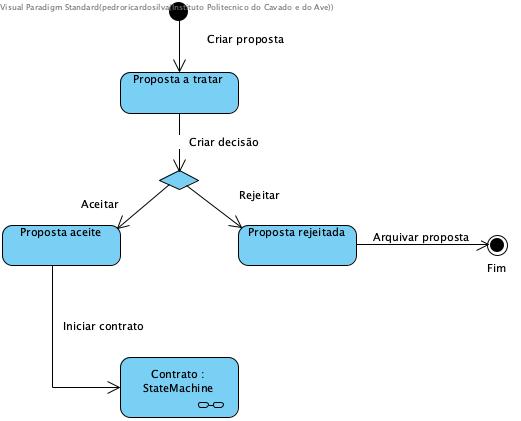 Visual Paradigm Standard(pedroricardosilva(Instituto Politecnico do Cavado e do Ave))
Criar proposta
Proposta a tratar
Criar decisão
Aceitar
Rejeitar
Proposta aceite
Proposta rejeitada
Arquivar proposta
Fim
Iniciar contrato
Contrato :
StateMachine